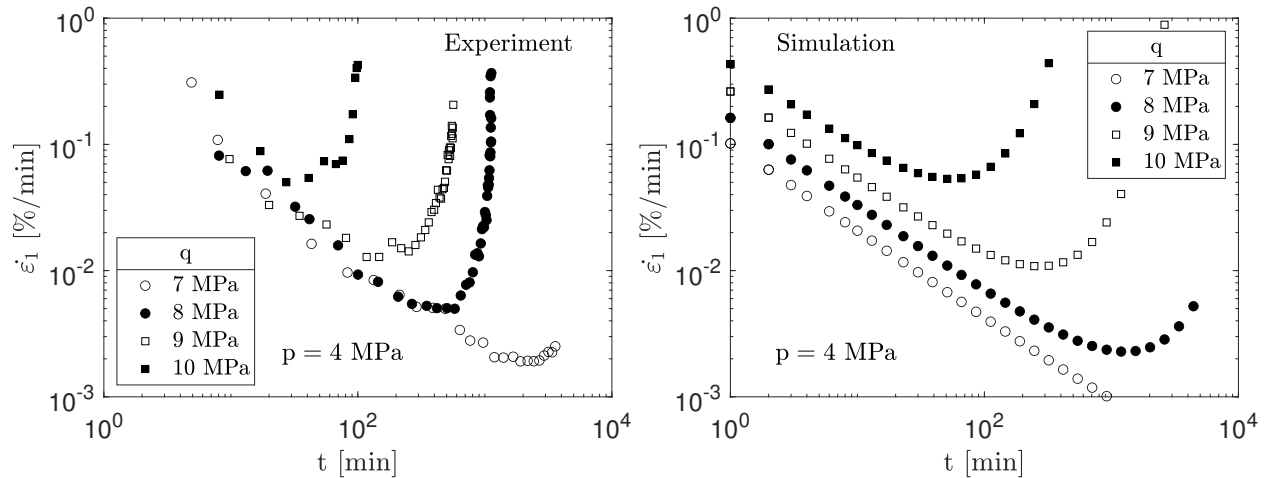 10^0
10^-1
10^-2
10^-3
ε̇₁ [%/min]
Experiment
q
7 MPa
8 MPa
9 MPa
10 MPa
p = 4 MPa
10^0
10^2
10^4
t [min]
10^0
10^-1
10^-2
10^-3
ε̇₁ [%/min]
Simulation
q
7 MPa
8 MPa
9 MPa
10 MPa
p = 4 MPa
10^0
10^2
10^4
t [min]